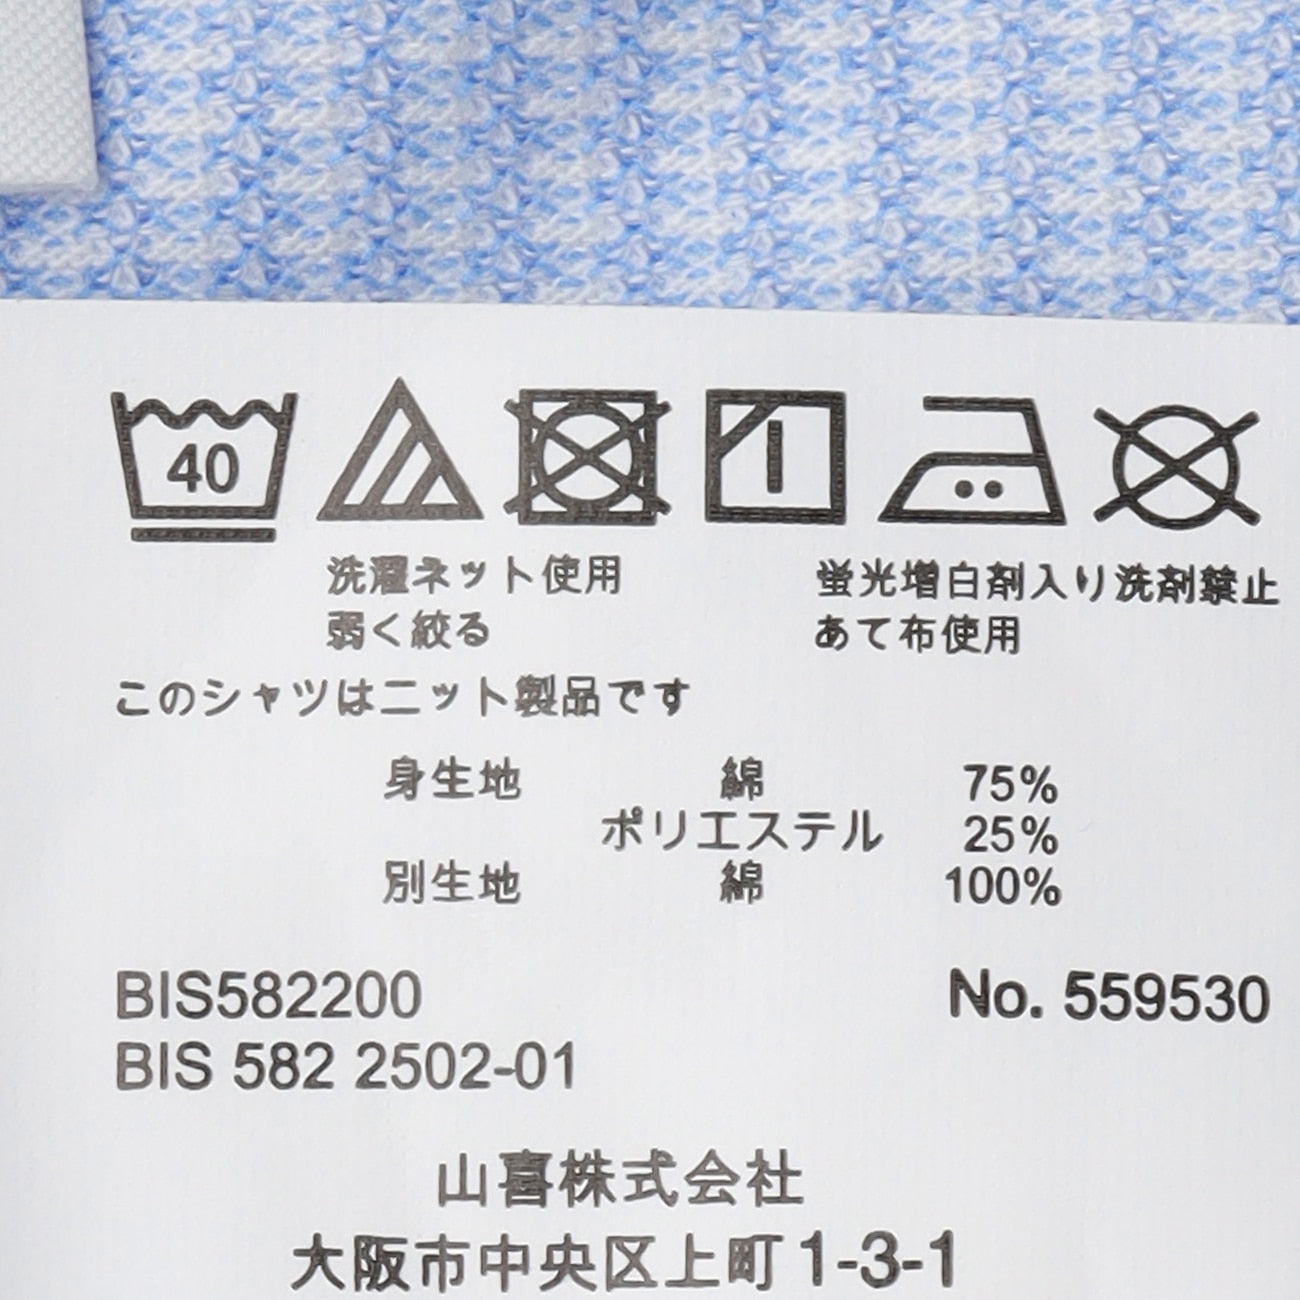 40
洗濯ネット使用
弱く絞る
蛍光増白剤入り洗剤禁止
あて布使用
このシャツはニット製品です
身生地 綿 75%
ポリエステル 25%
別生地 綿 100%
BIS582200 No. 559530
BIS 582 2502-01
山喜株式会社
大阪市中央区上町1-3-1